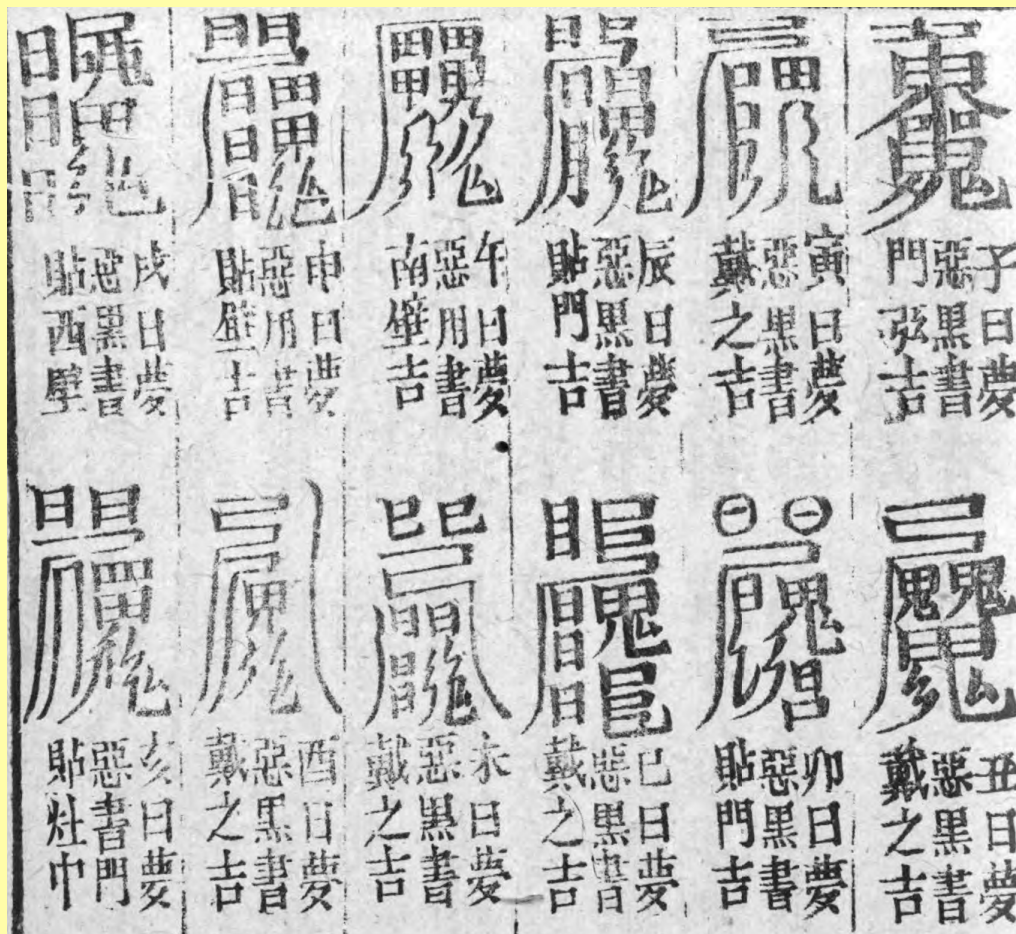 子日夢
惡黑書
門弦吉
丑日夢
惡黑書
戴之吉
寅日夢
惡黑書
戴之吉
卯日夢
惡黑書
貼門吉
辰日夢
惡黑書
貼門吉
巳日夢
惡黑書
戴之吉
午日夢
惡用書
南壁吉
未日夢
惡黑書
戴之吉
申日夢
惡用書
貼壁吉
酉日夢
惡黑書
戴之吉
戌日夢
惡黑書
貼西壁
亥日夢
惡書門
貼灶中